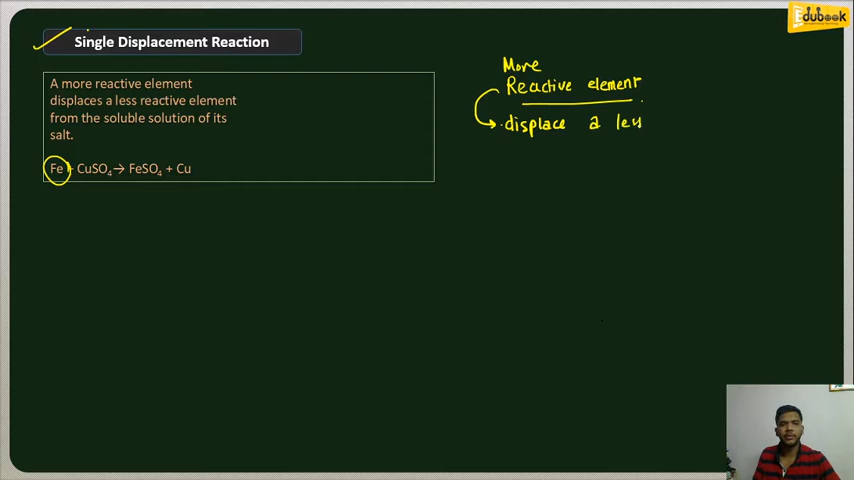 Edubook
Single Displacement Reaction
A more reactive element
displaces a less reactive element
from the soluble solution of its
salt.
Fe + CuSO₄→ FeSO₄ + Cu
More
Reactive element
displace a less